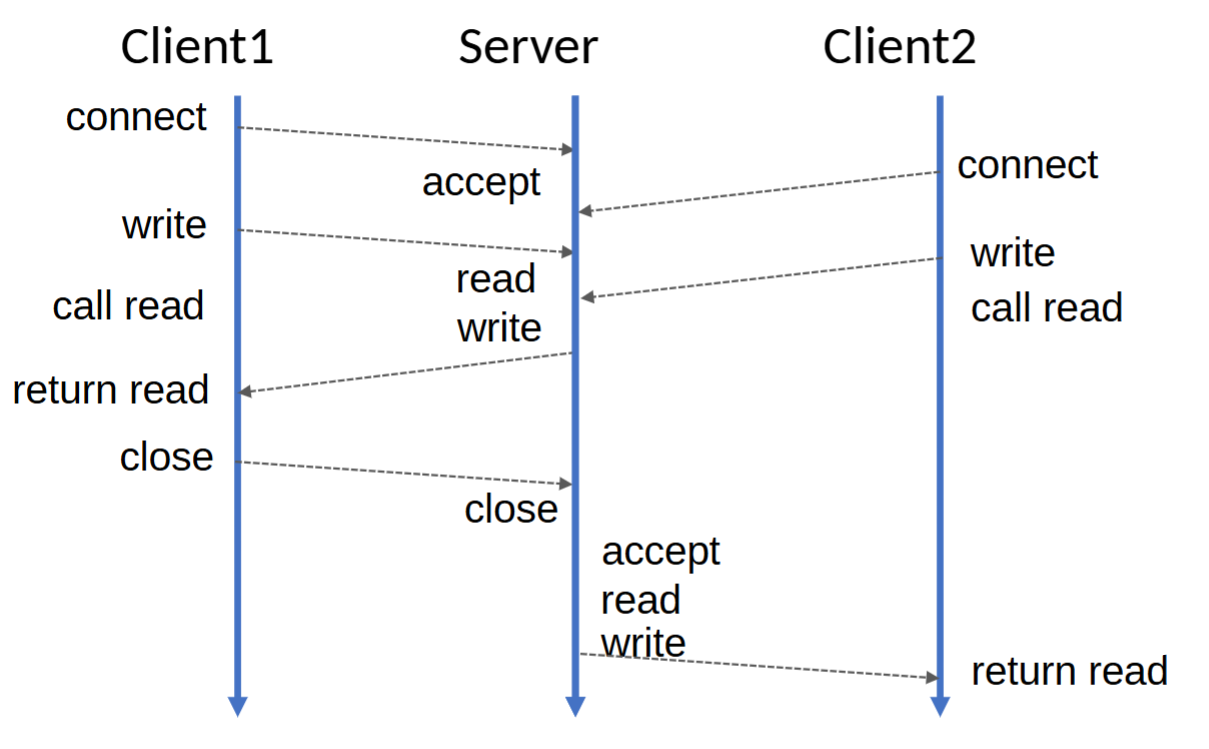 Client1
Server
Client2
connect
accept
connect
write
write
read
call read
call read
write
return read
close
close
accept
read
write
return read